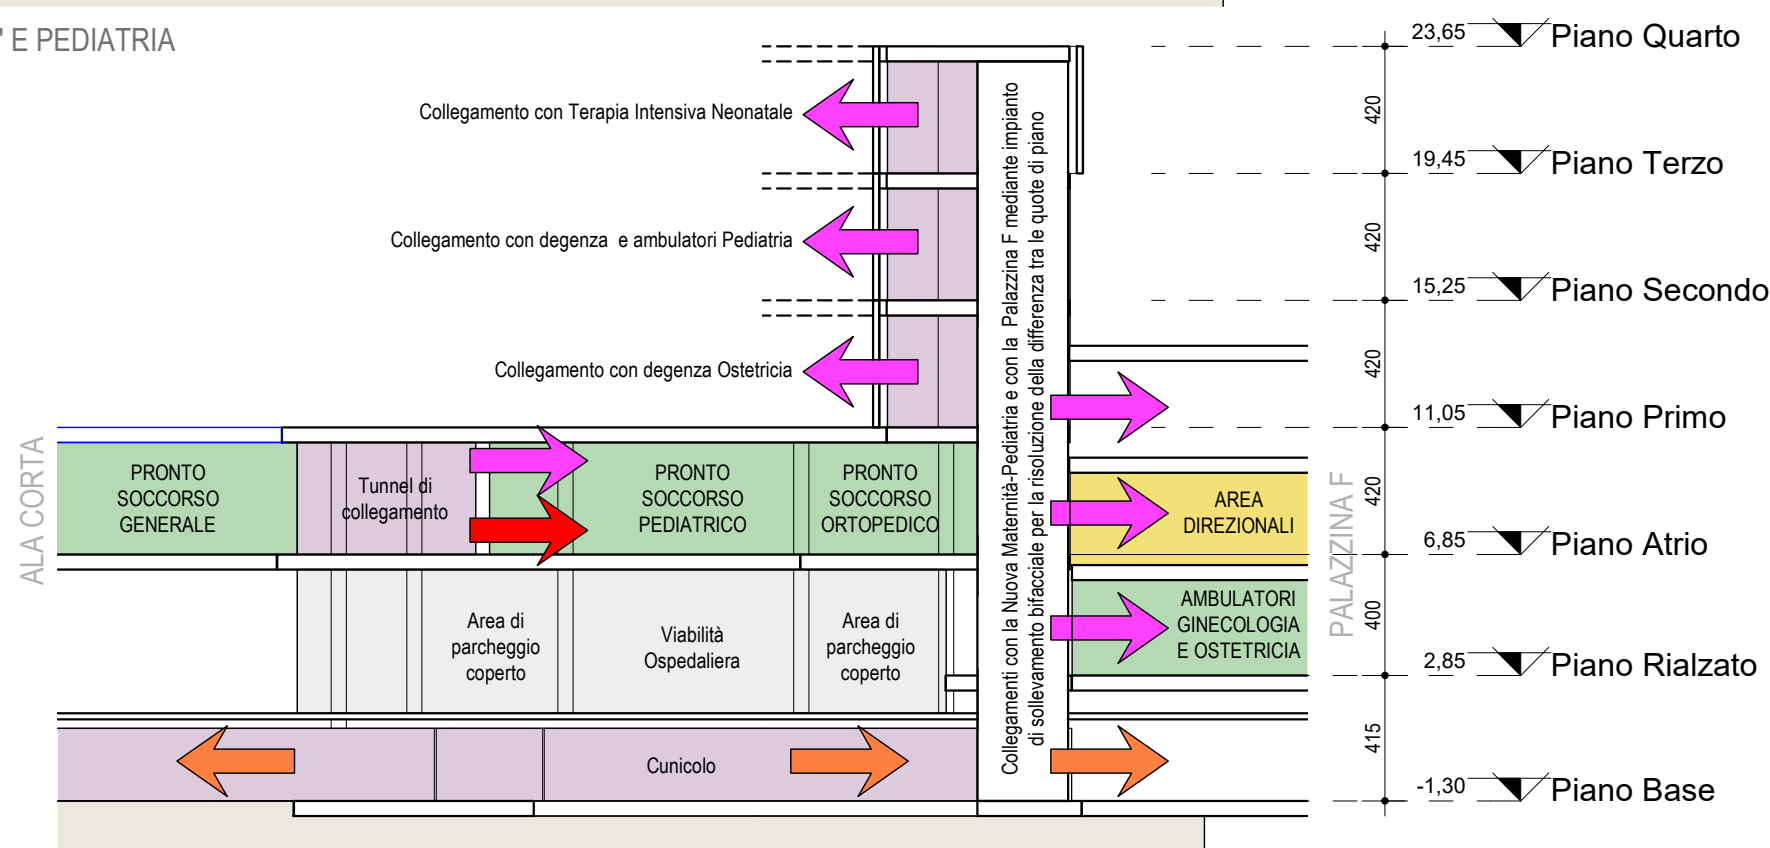 ' E PEDIATRIA
23,65 Piano Quarto
420
Collegamento con Terapia Intensiva Neonatale
19,45 Piano Terzo
420
Collegamento con degenza e ambulatori Pediatria
15,25 Piano Secondo
420
Collegamento con degenza Ostetricia
11,05 Piano Primo
420
Collegamenti con la Nuova Maternità-Pediatria e con la Palazzina F mediante impianto
di sollevamento bifacciale per la risoluzione della differenza tra le quote di piano
ALA CORTA
PRONTO
SOCCORSO
GENERALE
Tunnel di
collegamento
PRONTO
SOCCORSO
PEDIATRICO
PRONTO
SOCCORSO
ORTOPEDICO
AREA
DIREZIONALI
PALAZZINA F
6,85 Piano Atrio
400
Area di
parcheggio
coperto
Viabilità
Ospedaliera
Area di
parcheggio
coperto
AMBULATORI
GINECOLOGIA
E OSTETRICIA
2,85 Piano Rialzato
415
Cunicolo
-1,30 Piano Base